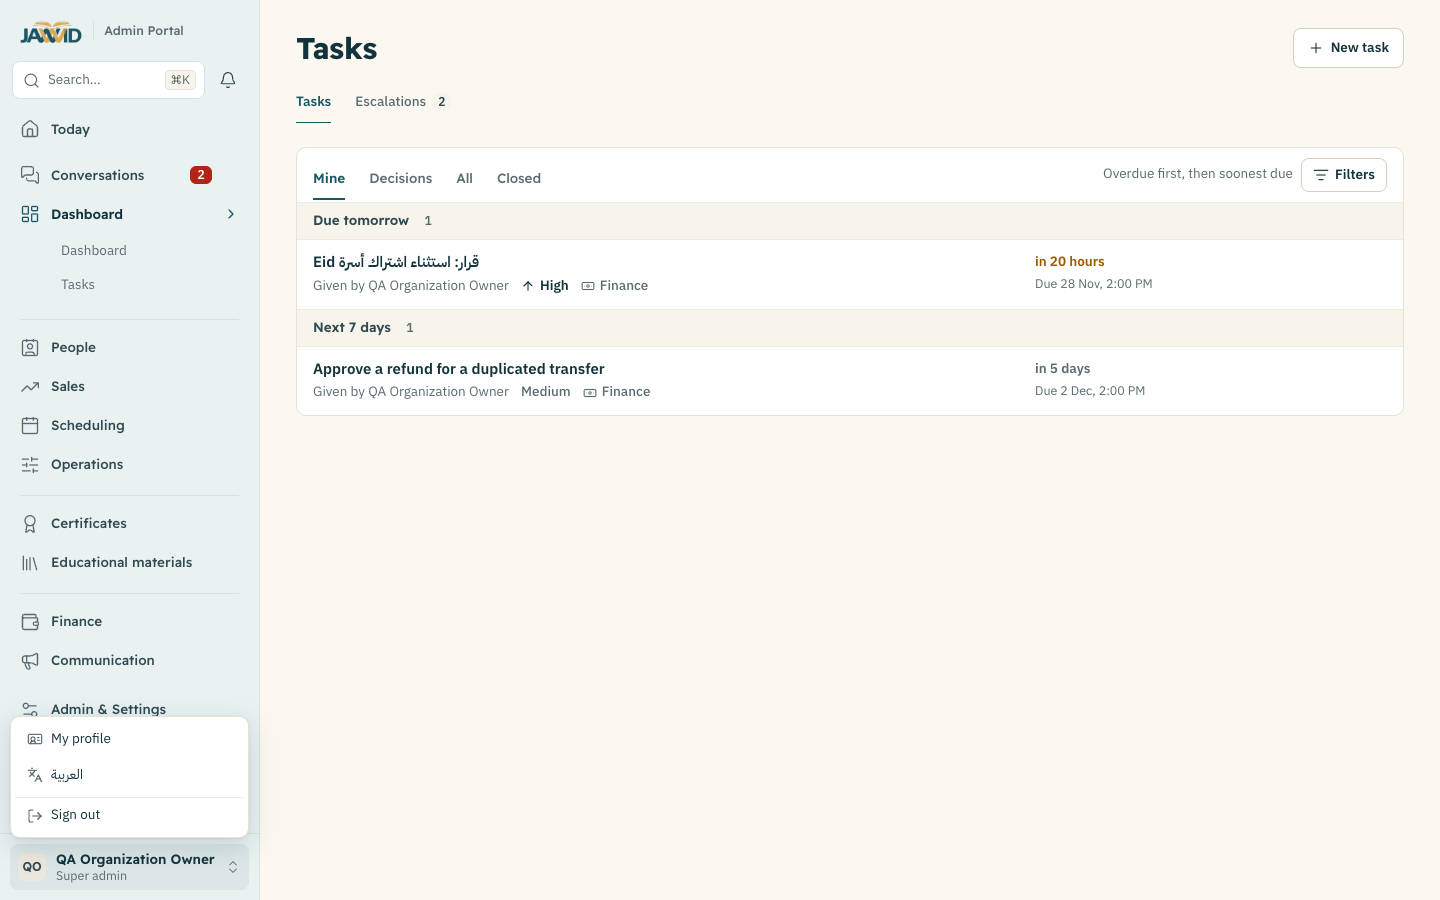 JAWWID
Admin Portal
Search...
⌘K
Today
Conversations
2
Dashboard
Dashboard
Tasks
People
Sales
Scheduling
Operations
Certificates
Educational materials
Finance
Communication
Admin & Settings
My profile
العربية
Sign out
QO
QA Organization Owner
Super admin
Tasks
New task
Tasks
Escalations 2
Mine
Decisions
All
Closed
Overdue first, then soonest due
Filters
Due tomorrow 1
قرار: استثناء اشتراك أسرة Eid
in 20 hours
Given by QA Organization Owner High Finance
Due 28 Nov, 2:00 PM
Next 7 days 1
Approve a refund for a duplicated transfer
in 5 days
Given by QA Organization Owner Medium Finance
Due 2 Dec, 2:00 PM